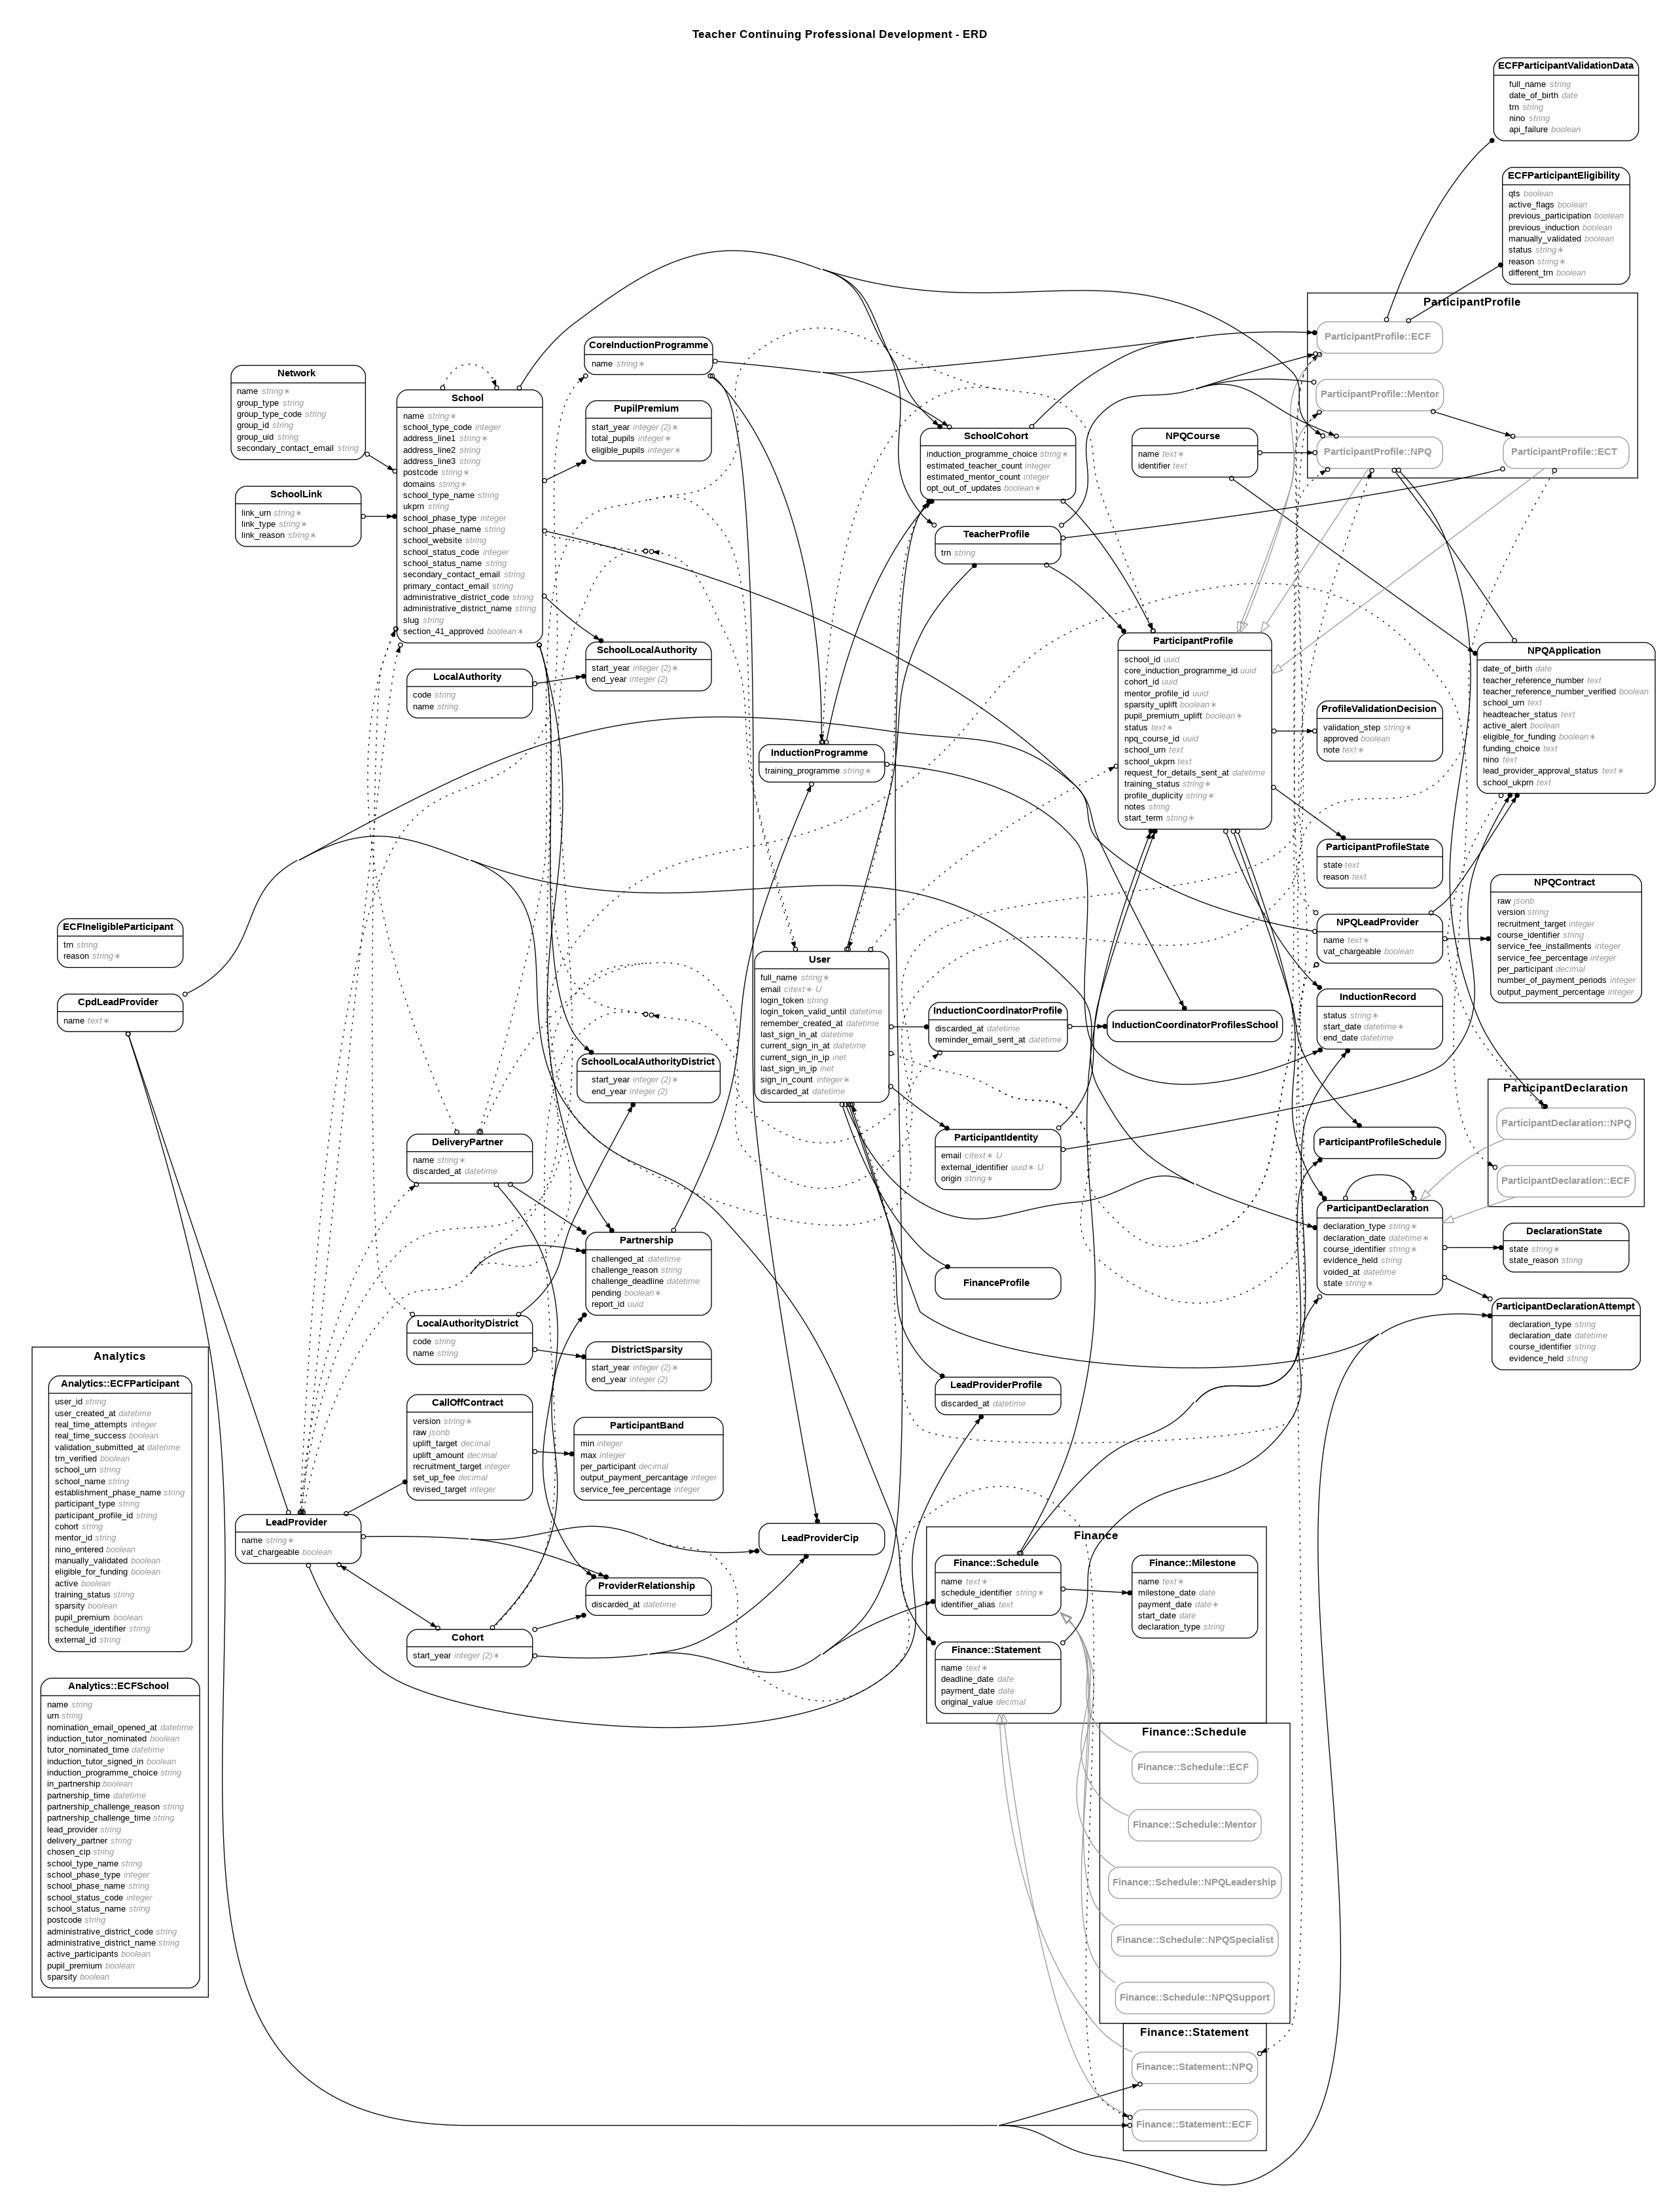 Teacher Continuing Professional Development - ERD
ECFParticipantValidationData
full_name string
date_of_birth date
trn string
nino string
api_failure boolean
ECFParticipantEligibility
qts boolean
active_flags boolean
previous_participation boolean
previous_induction boolean
manually_validated boolean
status string∗
reason string∗
different_trn boolean
ParticipantProfile
ParticipantProfile::ECF
ParticipantProfile::Mentor
ParticipantProfile::NPQ
ParticipantProfile::ECT
CoreInductionProgramme
name string∗
Network
name string∗
group_type string
group_type_code string
group_id string
group_uid string
secondary_contact_email string
School
name string∗
school_type_code integer
address_line1 string∗
address_line2 string
address_line3 string
postcode string∗
domains string∗
school_type_name string
ukprn string
school_phase_type integer
school_phase_name string
school_website string
school_status_code integer
school_status_name string
secondary_contact_email string
primary_contact_email string
administrative_district_code string
administrative_district_name string
slug string
section_41_approved boolean∗
PupilPremium
start_year integer (2)∗
total_pupils integer∗
eligible_pupils integer∗
SchoolLink
link_urn string∗
link_type string∗
link_reason string∗
SchoolCohort
induction_programme_choice string∗
estimated_teacher_count integer
estimated_mentor_count integer
opt_out_of_updates boolean∗
NPQCourse
name text∗
identifier text
TeacherProfile
trn string
SchoolLocalAuthority
start_year integer (2)∗
end_year integer (2)
LocalAuthority
code string
name string
ParticipantProfile
school_id uuid
core_induction_programme_id uuid
cohort_id uuid
mentor_profile_id uuid
sparsity_uplift boolean∗
pupil_premium_uplift boolean∗
status text∗
npq_course_id uuid
school_urn text
school_ukprn text
request_for_details_sent_at datetime
training_status string∗
profile_duplicity string∗
notes string
start_term string∗
NPQApplication
date_of_birth date
teacher_reference_number text
teacher_reference_number_verified boolean
school_urn text
headteacher_status text
active_alert boolean
eligible_for_funding boolean∗
funding_choice text
nino text
lead_provider_approval_status text∗
school_ukprn text
ProfileValidationDecision
validation_step string∗
approved boolean
note text∗
InductionProgramme
training_programme string∗
ParticipantProfileState
state text
reason text
NPQContract
raw jsonb
version string
recruitment_target integer
course_identifier string
service_fee_installments integer
service_fee_percentage integer
per_participant decimal
number_of_payment_periods integer
output_payment_percentage integer
NPQLeadProvider
name text∗
vat_chargeable boolean
ECFIneligibleParticipant
trn string
reason string∗
CpdLeadProvider
name text∗
User
full_name string∗
email citext∗ U
login_token string
login_token_valid_until datetime
remember_created_at datetime
last_sign_in_at datetime
current_sign_in_at datetime
current_sign_in_ip inet
last_sign_in_ip inet
sign_in_count integer∗
discarded_at datetime
InductionRecord
status string∗
start_date datetime∗
end_date datetime
InductionCoordinatorProfile
discarded_at datetime
reminder_email_sent_at datetime
InductionCoordinatorProfilesSchool
SchoolLocalAuthorityDistrict
start_year integer (2)∗
end_year integer (2)
ParticipantDeclaration
ParticipantDeclaration::NPQ
ParticipantDeclaration::ECF
DeliveryPartner
name string∗
discarded_at datetime
ParticipantIdentity
email citext∗ U
external_identifier uuid∗ U
origin string∗
ParticipantProfileSchedule
ParticipantDeclaration
declaration_type string∗
declaration_date datetime∗
course_identifier string∗
evidence_held string
voided_at datetime
state string∗
DeclarationState
state string∗
state_reason string
Partnership
challenged_at datetime
challenge_reason string
challenge_deadline datetime
pending boolean∗
report_id uuid
FinanceProfile
ParticipantDeclarationAttempt
declaration_type string
declaration_date datetime
course_identifier string
evidence_held string
LocalAuthorityDistrict
code string
name string
DistrictSparsity
start_year integer (2)∗
end_year integer (2)
LeadProviderProfile
discarded_at datetime
Analytics
Analytics::ECFParticipant
user_id string
user_created_at datetime
real_time_attempts integer
real_time_success boolean
validation_submitted_at datetime
trn_verified boolean
school_urn string
school_name string
establishment_phase_name string
participant_type string
participant_profile_id string
cohort string
mentor_id string
nino_entered boolean
manually_validated boolean
eligible_for_funding boolean
active boolean
training_status string
sparsity boolean
pupil_premium boolean
schedule_identifier string
external_id string
Analytics::ECFSchool
name string
urn string
nomination_email_opened_at datetime
induction_tutor_nominated boolean
tutor_nominated_time datetime
induction_tutor_signed_in boolean
induction_programme_choice string
in_partnership boolean
partnership_time datetime
partnership_challenge_reason string
partnership_challenge_time string
lead_provider string
delivery_partner string
chosen_cip string
school_type_name string
school_phase_type integer
school_phase_name string
school_status_code integer
school_status_name string
postcode string
administrative_district_code string
administrative_district_name string
active_participants boolean
pupil_premium boolean
sparsity boolean
CallOffContract
version string∗
raw jsonb
uplift_target decimal
uplift_amount decimal
recruitment_target integer
set_up_fee decimal
revised_target integer
ParticipantBand
min integer
max integer
per_participant decimal
output_payment_percantage integer
service_fee_percentage integer
LeadProvider
name string∗
vat_chargeable boolean
LeadProviderCip
ProviderRelationship
discarded_at datetime
Cohort
start_year integer (2)∗
Finance
Finance::Schedule
name text∗
schedule_identifier string∗
identifier_alias text
Finance::Milestone
name text∗
milestone_date date
payment_date date∗
start_date date
declaration_type string
Finance::Statement
name text∗
deadline_date date
payment_date date
original_value decimal
Finance::Schedule
Finance::Schedule::ECF
Finance::Schedule::Mentor
Finance::Schedule::NPQLeadership
Finance::Schedule::NPQSpecialist
Finance::Schedule::NPQSupport
Finance::Statement
Finance::Statement::NPQ
Finance::Statement::ECF